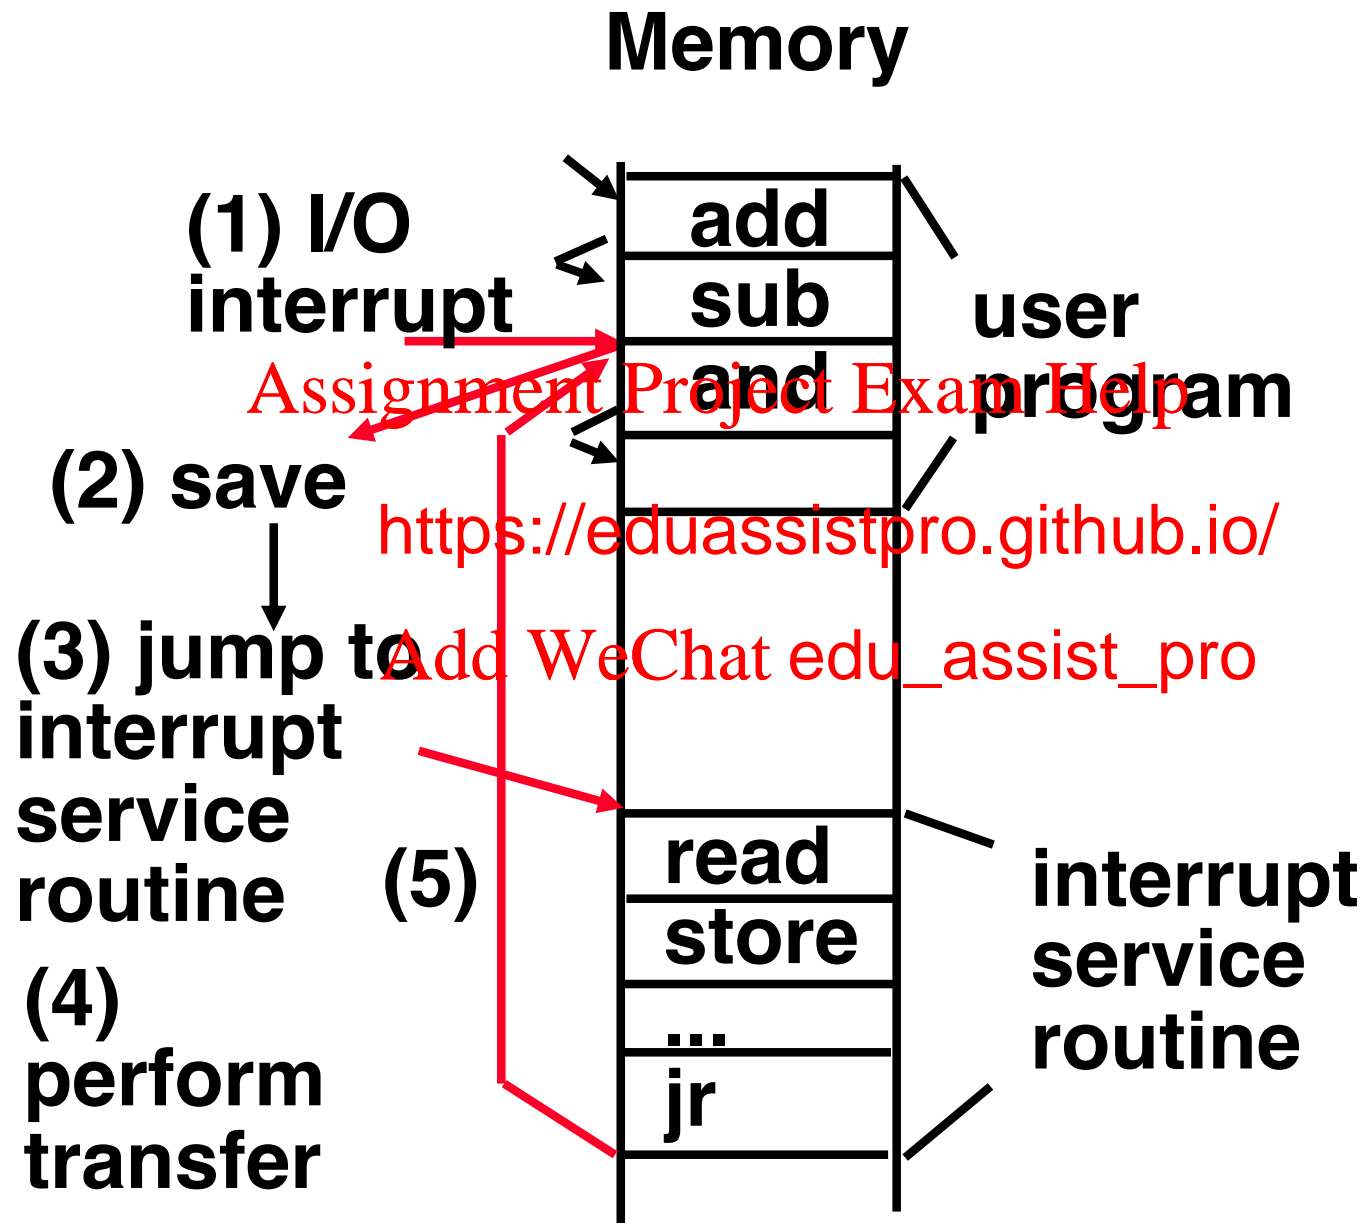 Memory
(1) I/O
interrupt
add
sub
and
user
program
Assignment Project Exam Help
(2) save
https://eduassistpro.github.io/
(3) jump to
interrupt
service
routine
Add WeChat edu_assist_pro
(5)
read
store
...
jr
interrupt
service
routine
(4)
perform
transfer